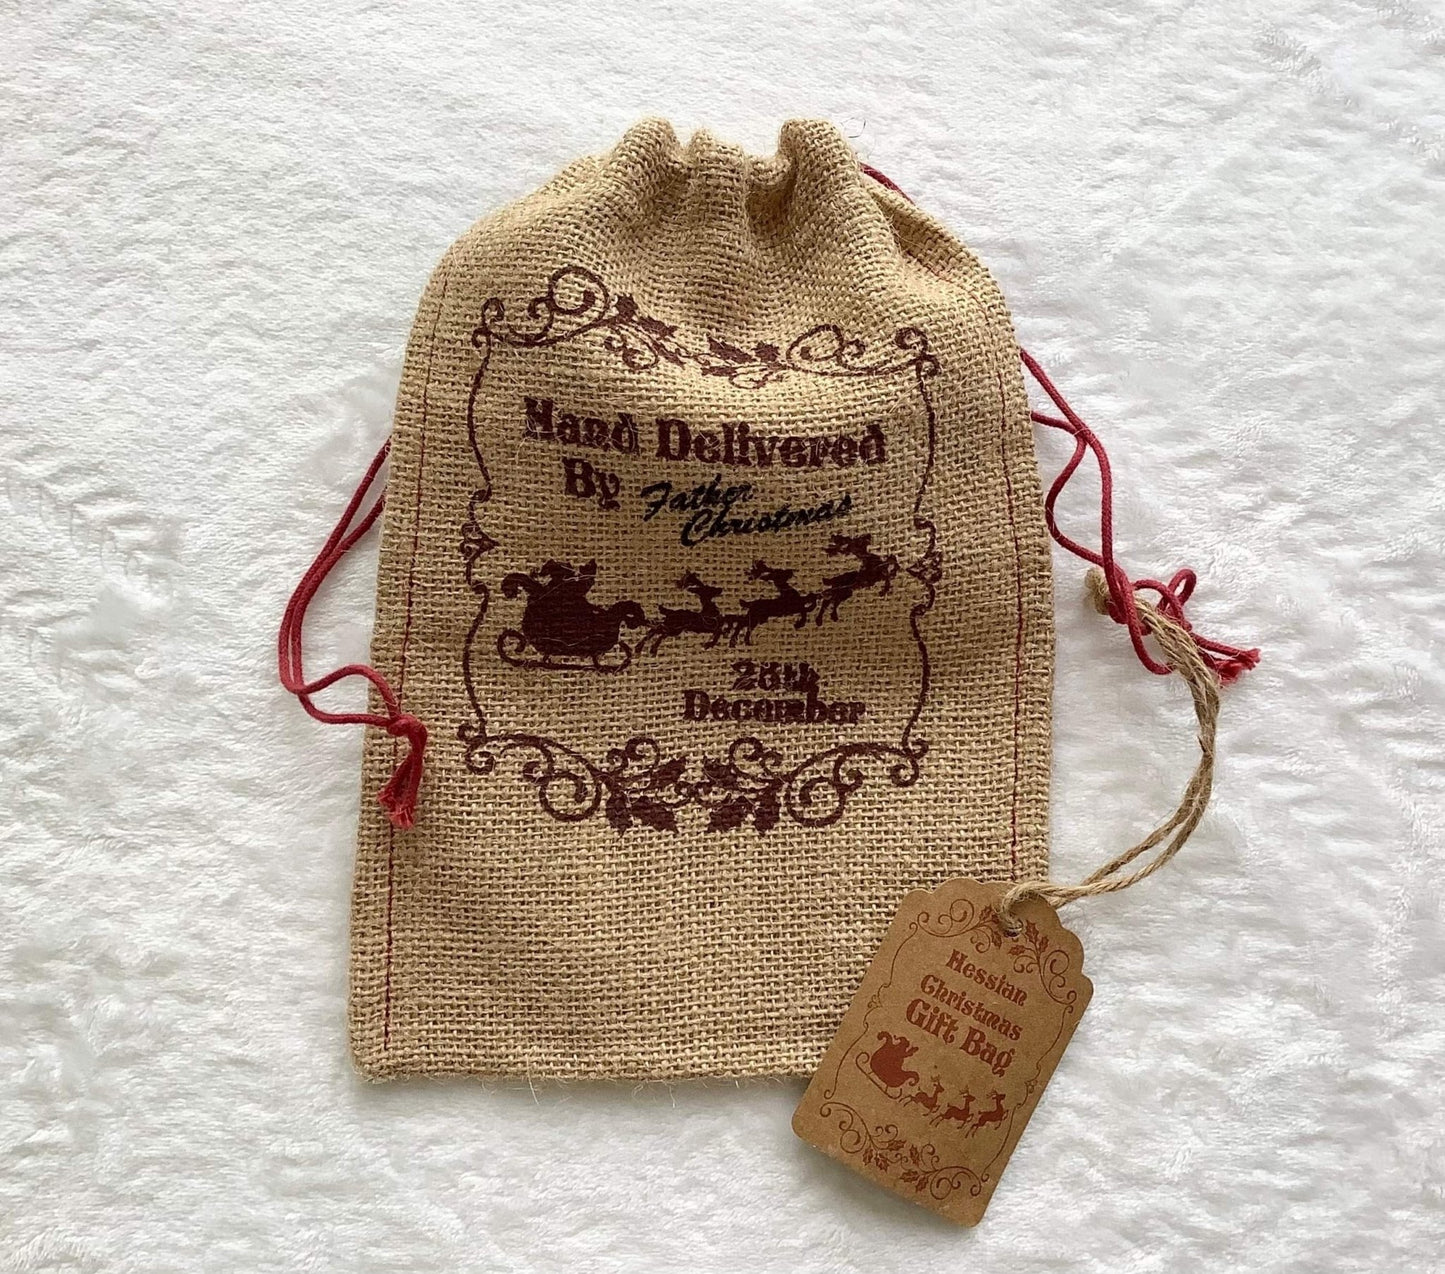 Hand Delivered
By Father
Christmas
25th
December
Hessian
Christmas
Gift Bag